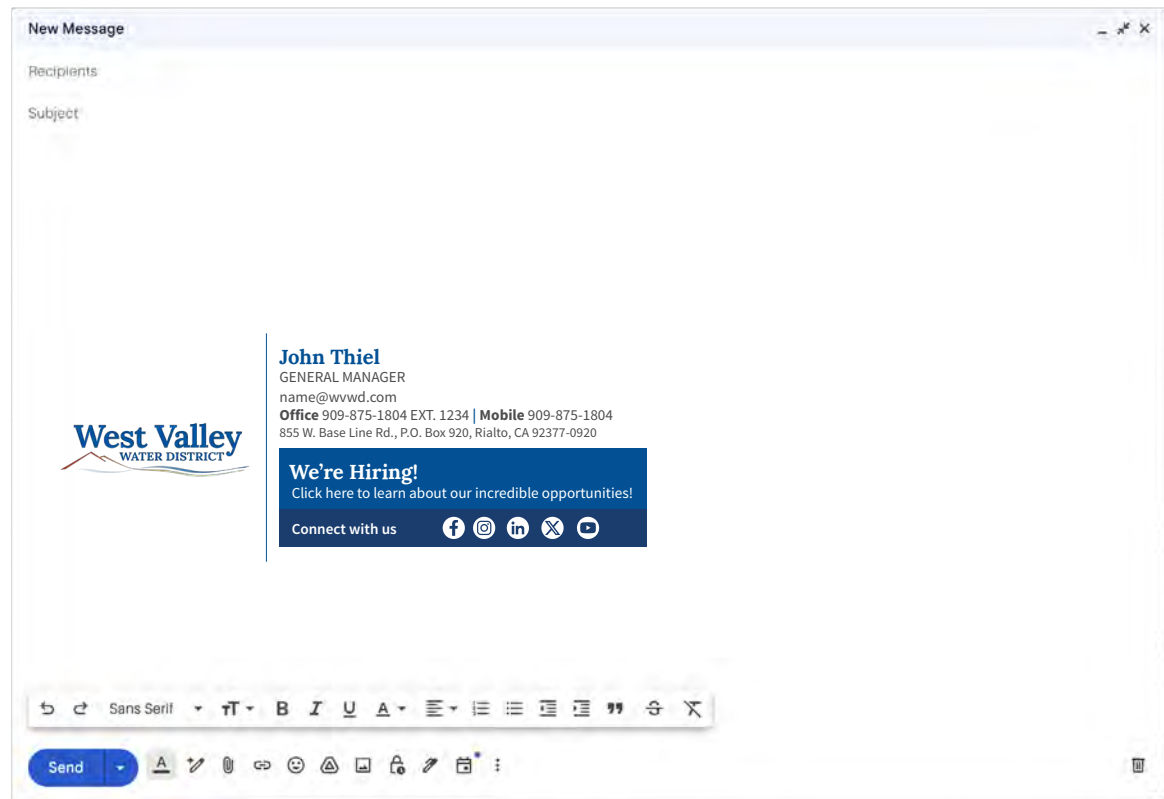 New Message
Recipients
Subject
John Thiel
GENERAL MANAGER
name@wvwd.com
Office 909-875-1804 EXT. 1234 | Mobile 909-875-1804
855 W. Base Line Rd., P.O. Box 920, Rialto, CA 92377-0920
West Valley
WATER DISTRICT
We’re Hiring!
Click here to learn about our incredible opportunities!
Connect with us
Sans Serif
Send